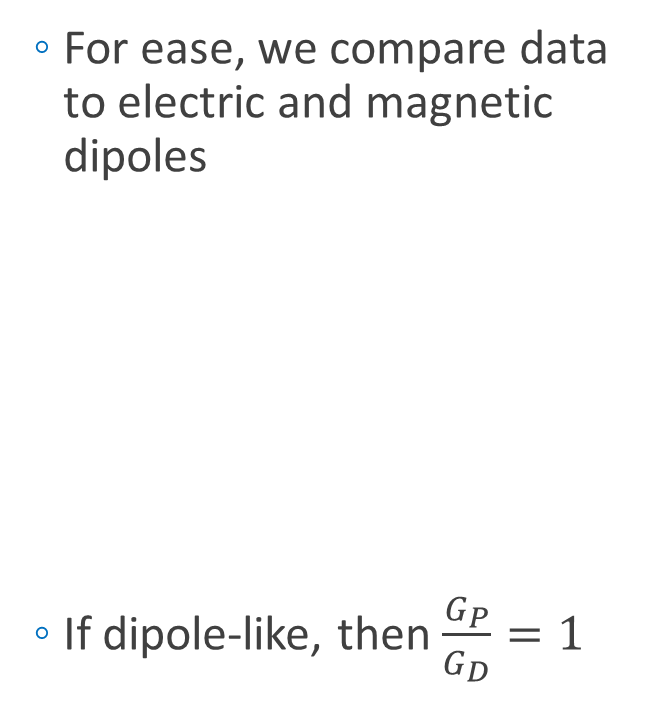 ◦ For ease, we compare data
to electric and magnetic
dipoles
◦ If dipole-like, then G_P/G_D = 1